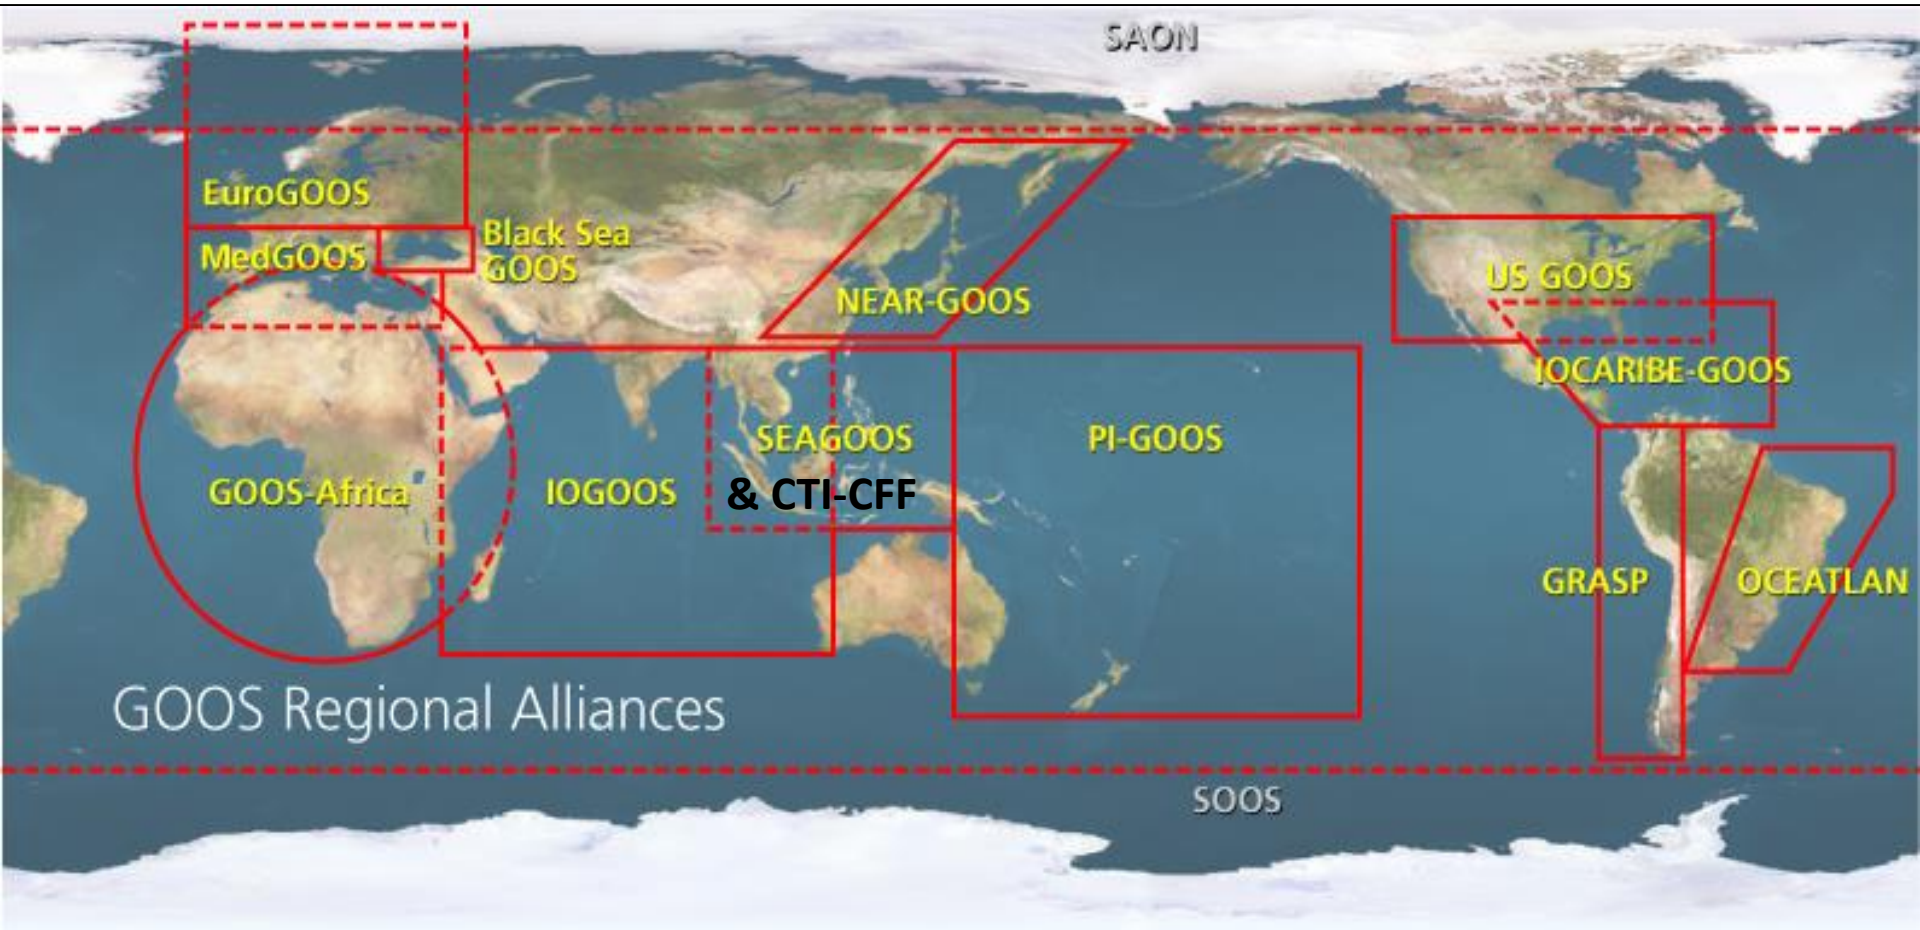 SAON
EuroGOOS
MedGOOS
Black Sea
GOOS
NEAR-GOOS
US GOOS
IOCARIBE-GOOS
SEAGOOS
& CTI-CFF
PI-GOOS
GOOS-Africa
IOGOOS
GRASP
OCEATLAN
GOOS Regional Alliances
SOOS